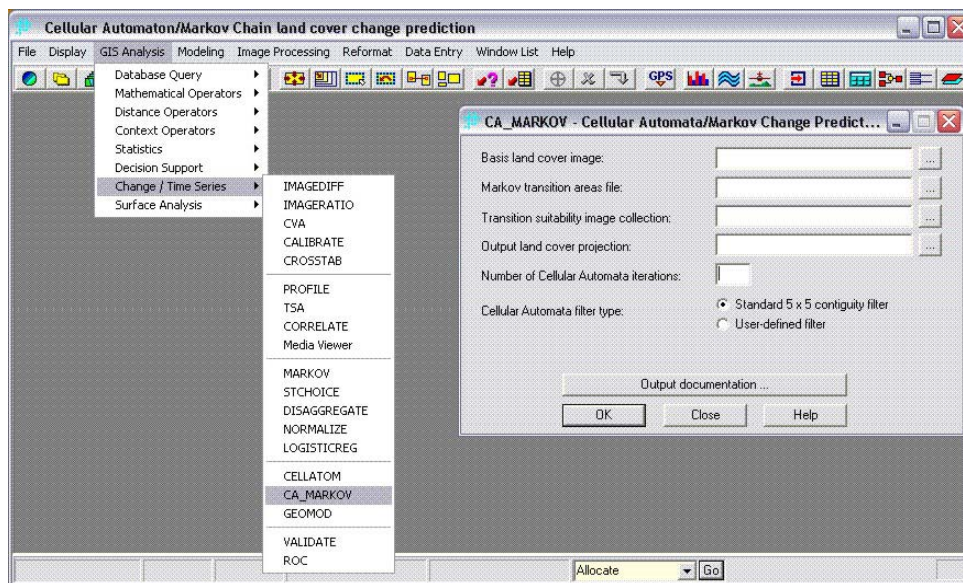 Cellular Automaton/Markov Chain land cover change prediction
File Display GIS Analysis Modeling Image Processing Reformat Data Entry Window List Help
GPS
Database Query
Mathematical Operators
Distance Operators
Context Operators
Statistics
Decision Support
Change / Time Series
Surface Analysis
IMAGEDIFF
IMAGERATIO
CVA
CALIBRATE
CROSSTAB
PROFILE
TSA
CORRELATE
Media Viewer
MARKOV
STCHOICE
DISAGGREGATE
NORMALIZE
LOGISTICREG
CELLATOM
CA_MARKOV
GEOMOD
VALIDATE
ROC
CA_MARKOV - Cellular Automata/Markov Change Predict...
Basis land cover image: ...
Markov transition areas file: ...
Transition suitability image collection: ...
Output land cover projection: ...
Number of Cellular Automata iterations:
Cellular Automata filter type: Standard 5 x 5 contiguity filter
User-defined filter
Output documentation ...
OK Close Help
Allocate Go